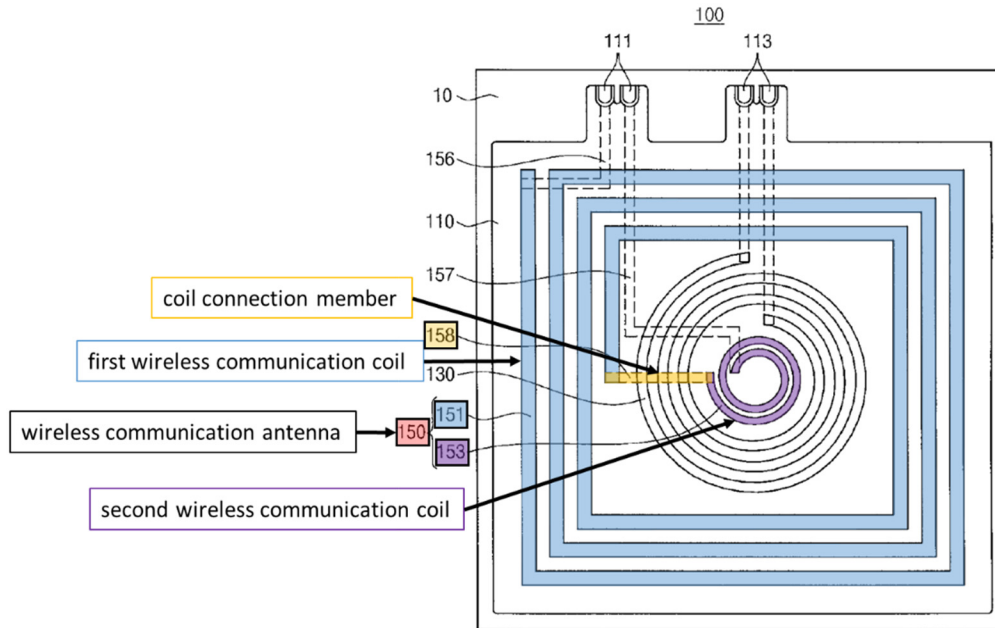 100
111 113
10
156
110
157
coil connection member
158
first wireless communication coil
130
151
wireless communication antenna
150
153
second wireless communication coil